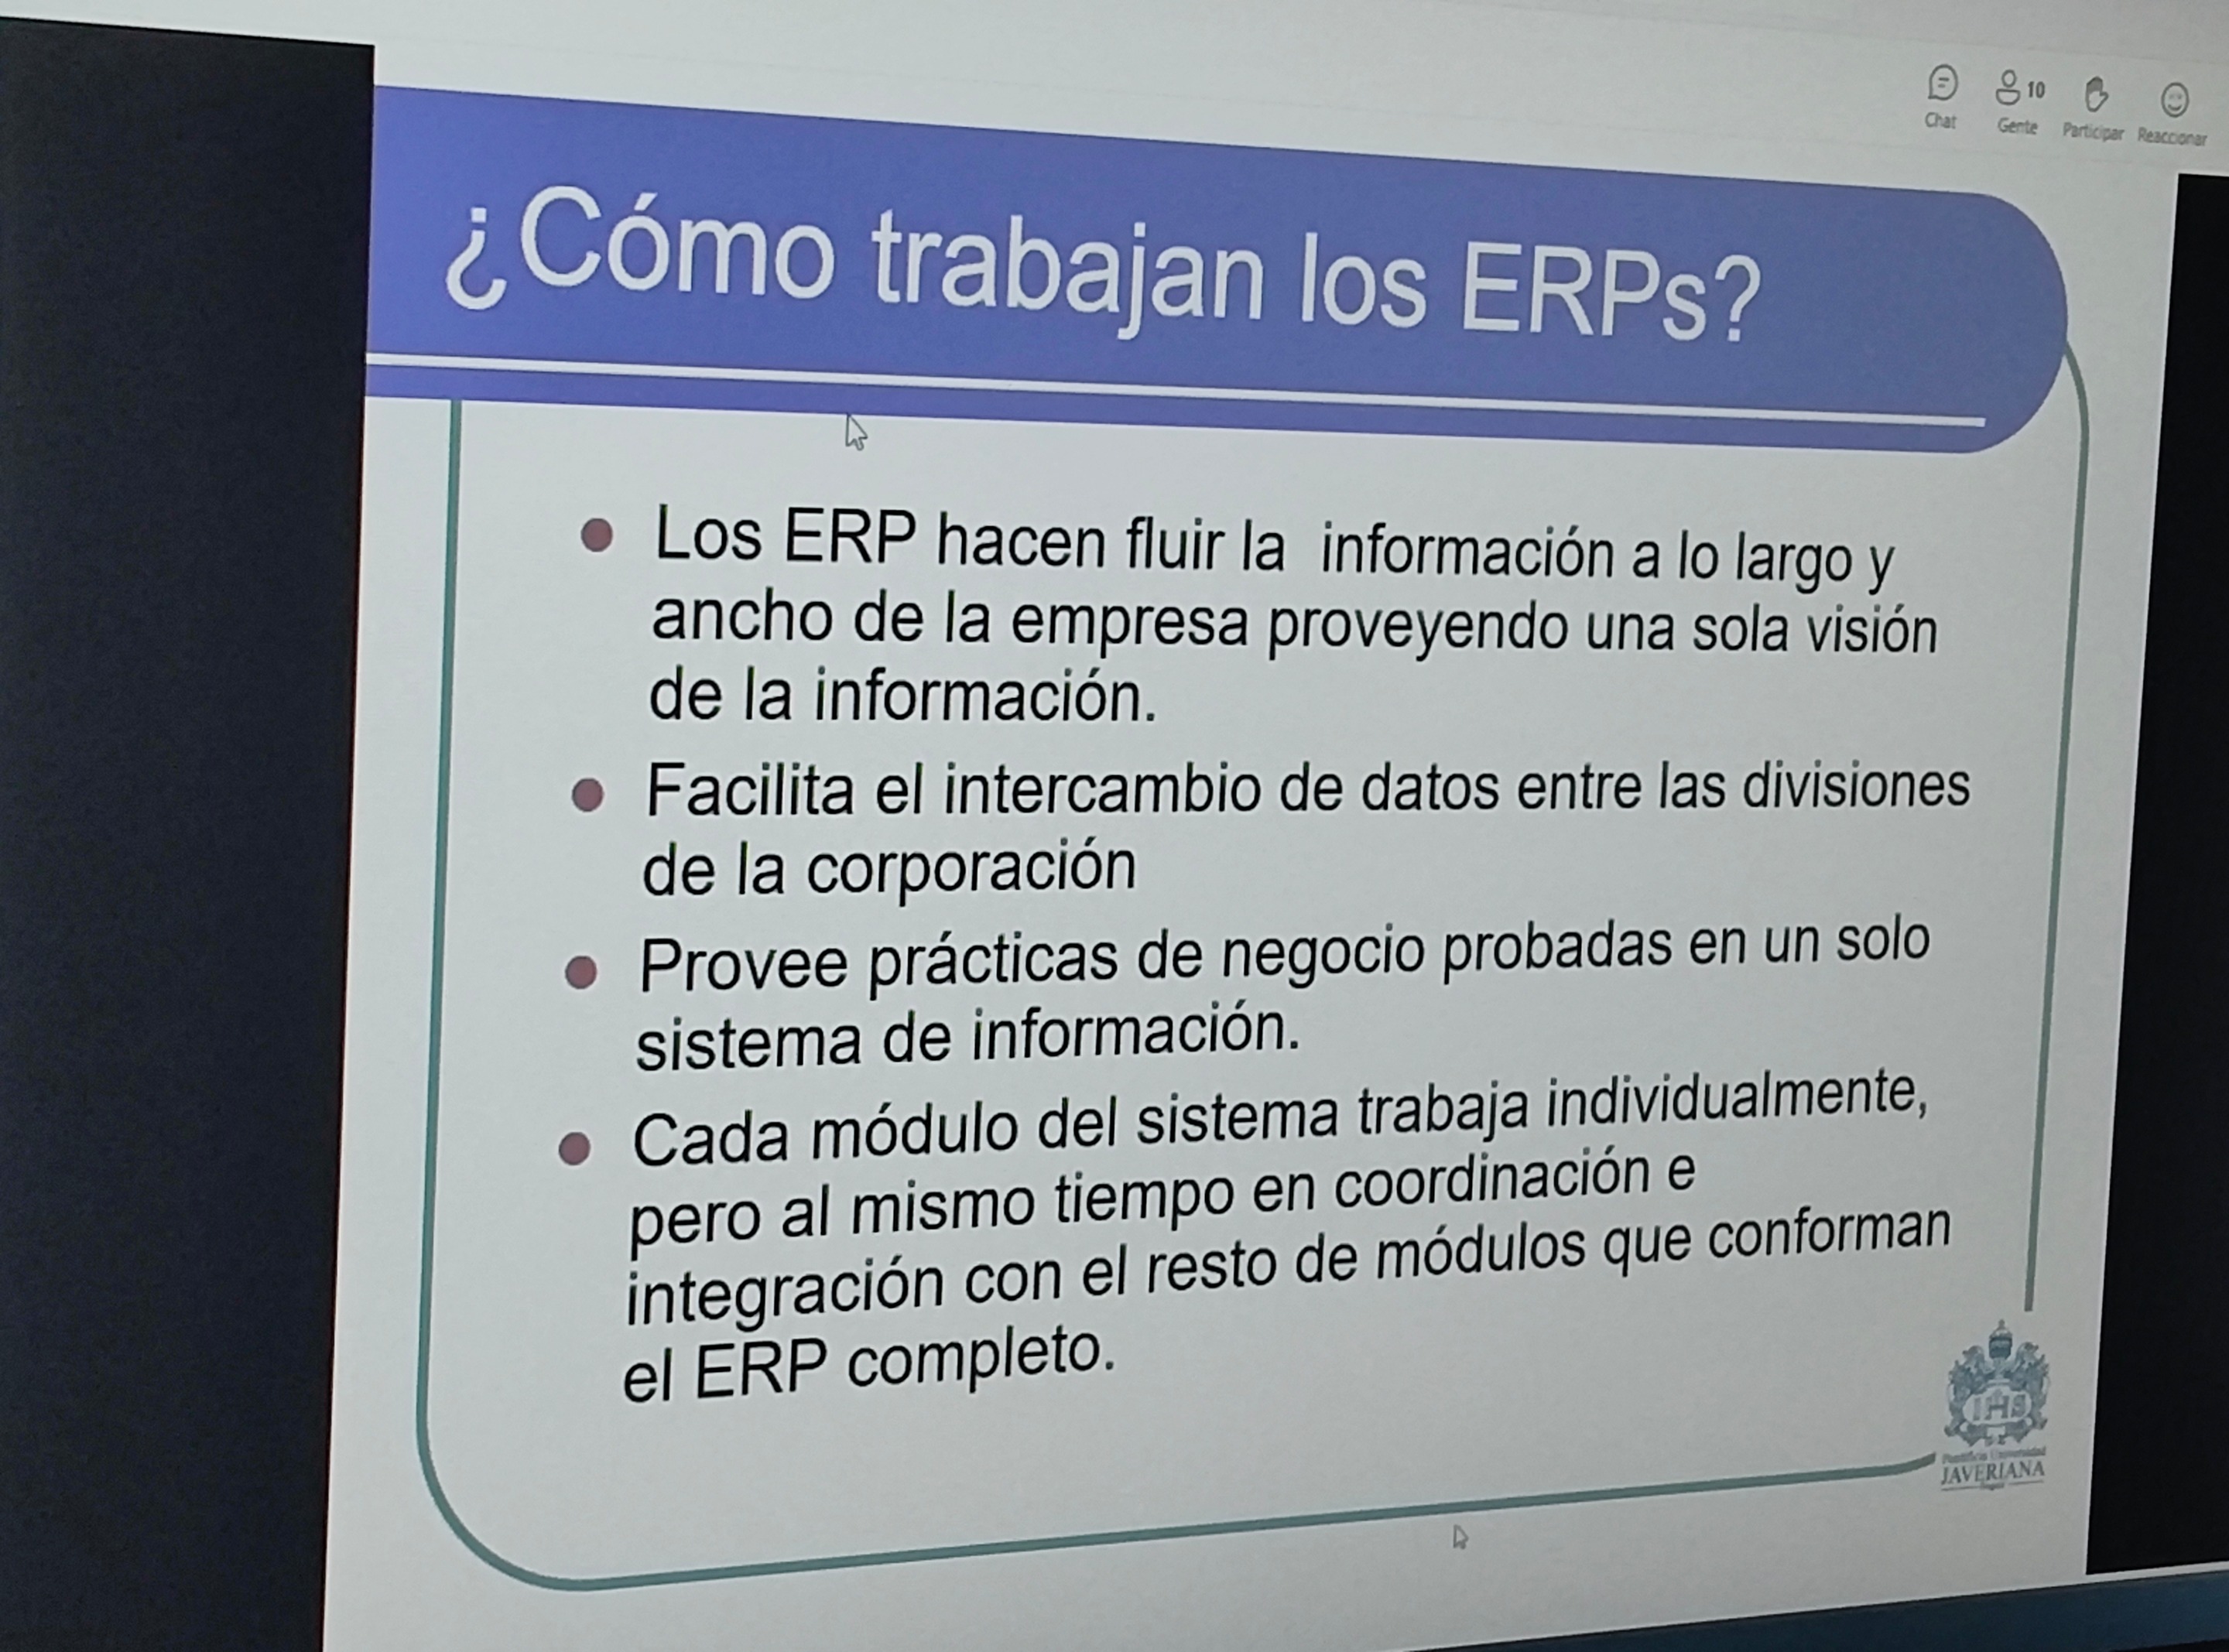 Chat
10
Gente
Participar
Reaccionar
¿Cómo trabajan los ERPs?
Los ERP hacen fluir la información a lo largo y
ancho de la empresa proveyendo una sola visión
de la información.
Facilita el intercambio de datos entre las divisiones
de la corporación
Provee prácticas de negocio probadas en un solo
sistema de información.
Cada módulo del sistema trabaja individualmente,
pero al mismo tiempo en coordinación e
integración con el resto de módulos que conforman
el ERP completo.
IHS
Pontificia Universidad
JAVERIANA